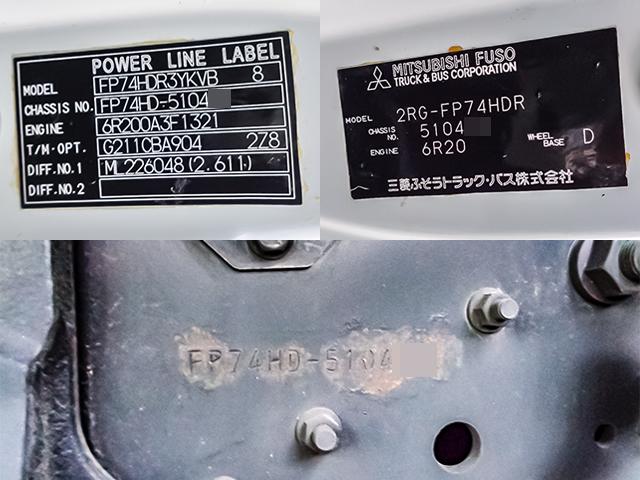 POWER LINE LABEL
MODEL FP74HDR3YKVB 8
CHASSIS NO. FP74HD-5104
ENGINE 6R200A3F1321
T/M·OPT. G211CBA904 2Z8
DIFF.NO.1 ML226048(2.611)
DIFF.NO.2
MITSUBISHI FUSO
TRUCK & BUS CORPORATION
MODEL 2RG-FP74HDR
CHASSIS NO. 5104
ENGINE 6R20 WHEEL BASE D
三菱ふそうトラック・バス株式会社
FP74HD-5104